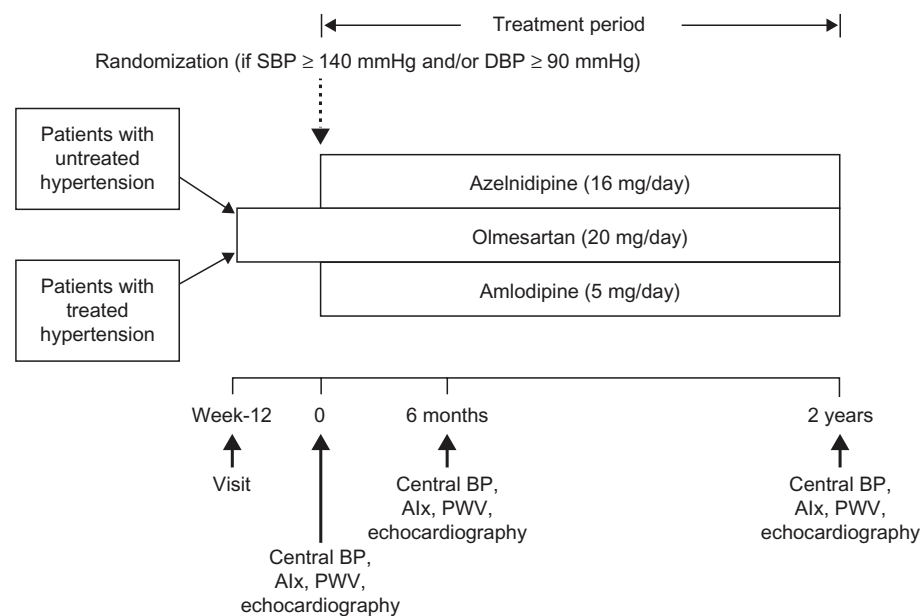 Treatment period
Randomization (if SBP ≥ 140 mmHg and/or DBP ≥ 90 mmHg)
Patients with
untreated
hypertension
Azelnidipine (16 mg/day)
Olmesartan (20 mg/day)
Amlodipine (5 mg/day)
Patients with
treated
hypertension
Week-12
0
6 months
2 years
Visit
Central BP,
AIx, PWV,
echocardiography
Central BP,
AIx, PWV,
echocardiography
Central BP,
AIx, PWV,
echocardiography